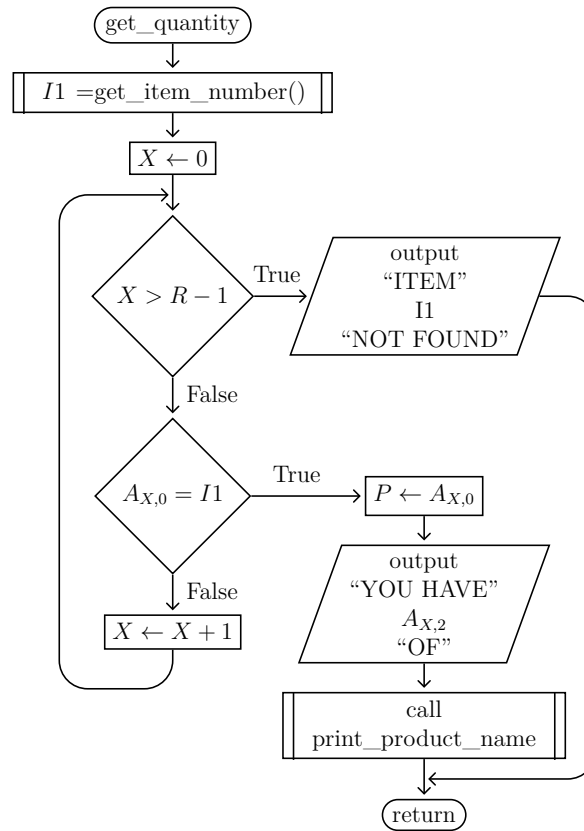 get_quantity
I1 =get_item_number()
X ← 0
X > R − 1
True
output
“ITEM”
I1
“NOT FOUND”
False
A_{X,0} = I1
True
P ← A_{X,0}
output
“YOU HAVE”
A_{X,2}
“OF”
False
X ← X + 1
call
print_product_name
return